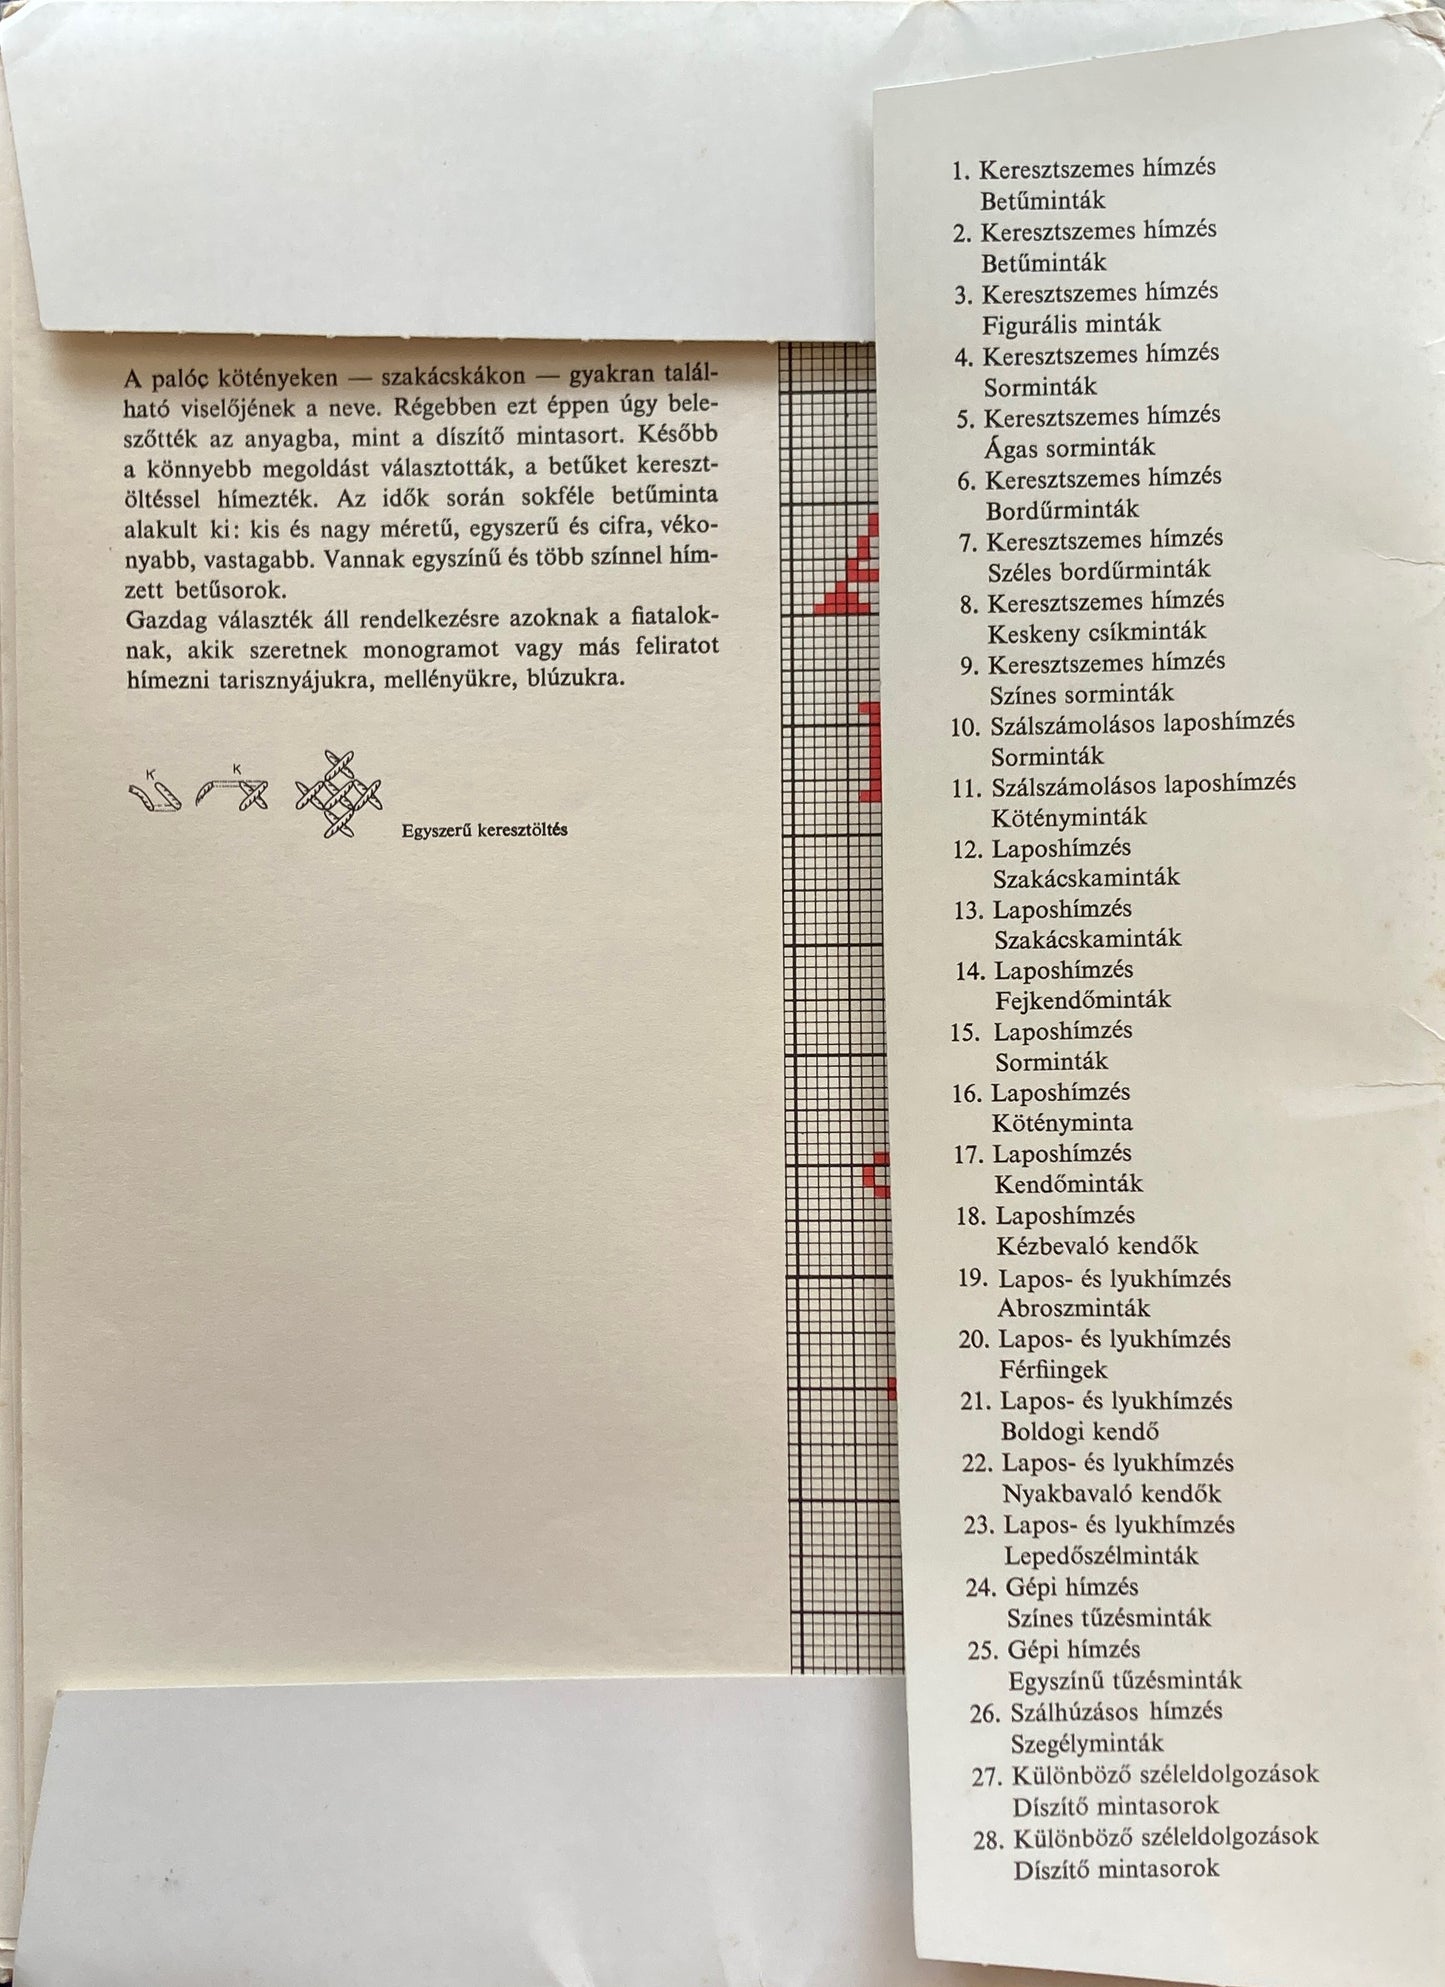 A palóc kötényeken — szakácskákon — gyakran talál-
ható viselőjének a neve. Régebben ezt éppen úgy bele-
szőtték az anyagba, mint a díszítő mintasort. Később
a könnyebb megoldást választották, a betűket kereszt-
öltéssel hímezték. Az idők során sokféle betűminta
alakult ki: kis és nagy méretű, egyszerű és cifra, véko-
nyabb, vastagabb. Vannak egyszínű és több színnel hím-
zett betűsorok.
Gazdag választék áll rendelkezésre azoknak a fiatalok-
nak, akik szeretnek monogramot vagy más feliratot
hímezni tarisznyájukra, mellényükre, blúzukra.
K K
Egyszerű keresztöltés
1. Keresztszemes hímzés
Betűminták
2. Keresztszemes hímzés
Betűminták
3. Keresztszemes hímzés
Figurális minták
4. Keresztszemes hímzés
Sorminták
5. Keresztszemes hímzés
Ágas sorminták
6. Keresztszemes hímzés
Bordűrminták
7. Keresztszemes hímzés
Széles bordűrminták
8. Keresztszemes hímzés
Keskeny csíkminták
9. Keresztszemes hímzés
Színes sorminták
10. Szálszámolásos laposhímzés
Sorminták
11. Szálszámolásos laposhímzés
Kötényminták
12. Laposhímzés
Szakácskaminták
13. Laposhímzés
Szakácskaminták
14. Laposhímzés
Fejkendőminták
15. Laposhímzés
Sorminták
16. Laposhímzés
Kötényminta
17. Laposhímzés
Kendőminták
18. Laposhímzés
Kézbevaló kendők
19. Lapos- és lyukhímzés
Abroszminták
20. Lapos- és lyukhímzés
Férfiingek
21. Lapos- és lyukhímzés
Boldogi kendő
22. Lapos- és lyukhímzés
Nyakbavaló kendők
23. Lapos- és lyukhímzés
Lepedőszélminták
24. Gépi hímzés
Színes tűzésminták
25. Gépi hímzés
Egyszínű tűzésminták
26. Szálhúzásos hímzés
Szegélyminták
27. Különböző széleldolgozások
Díszítő mintasorok
28. Különböző széleldolgozások
Díszítő mintasorok